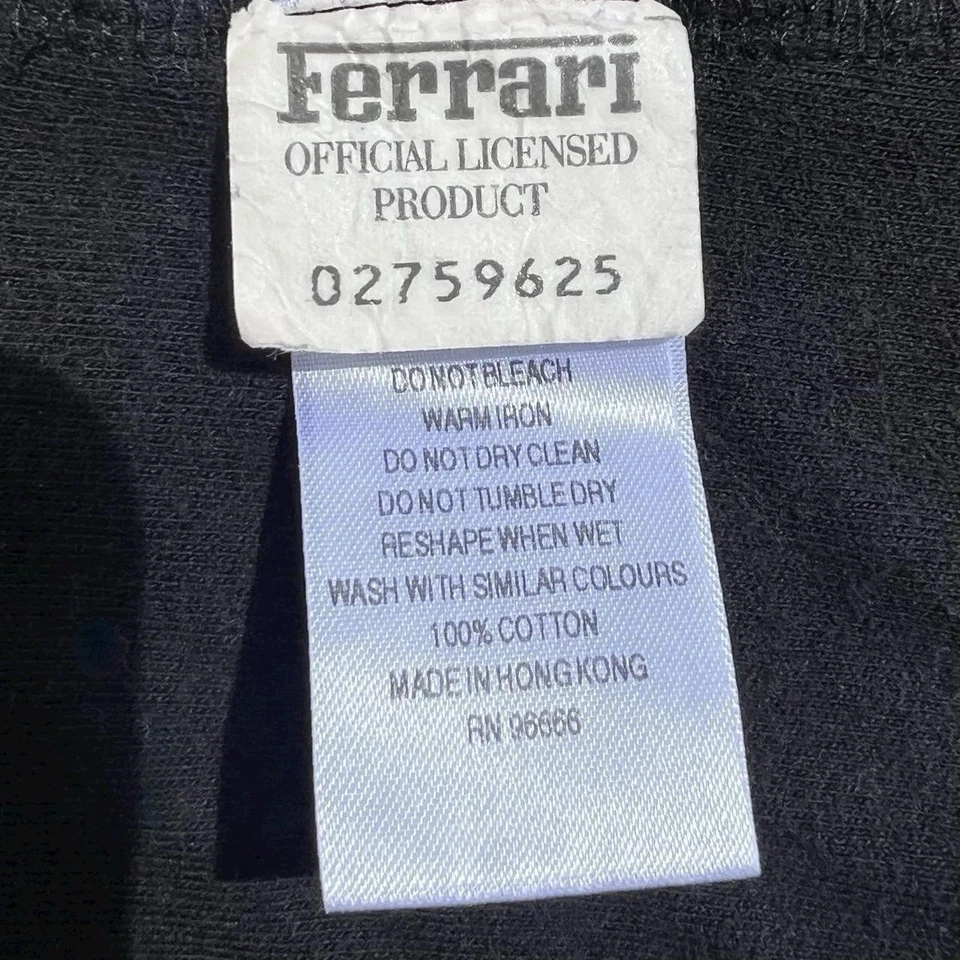 Ferrari
OFFICIAL LICENSED
PRODUCT
02759625
DO NOT BLEACH
WARM IRON
DO NOT DRY CLEAN
DO NOT TUMBLE DRY
RESHAPE WHEN WET
WASH WITH SIMILAR COLOURS
100% COTTON
MADE IN HONG KONG
RN 96666